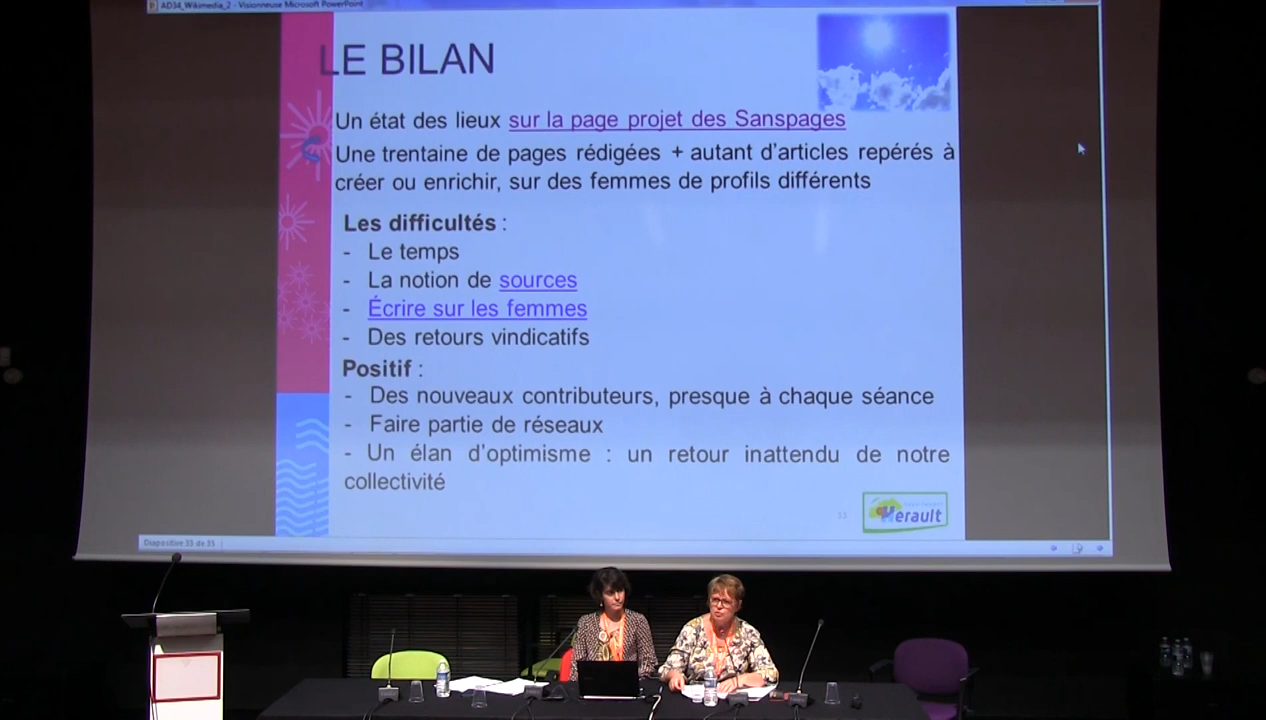 AD34_Wikimedia_2 - Visionneuse Microsoft PowerPoint
LE BILAN
Un état des lieux sur la page projet des Sanspages
Une trentaine de pages rédigées + autant d'articles repérés à
créer ou enrichir, sur des femmes de profils différents
Les difficultés :
- Le temps
- La notion de sources
- Écrire sur les femmes
- Des retours vindicatifs
Positif :
- Des nouveaux contributeurs, presque à chaque séance
- Faire partie de réseaux
- Un élan d'optimisme : un retour inattendu de notre
collectivité
33
Hérault
Diapositive 33 de 35